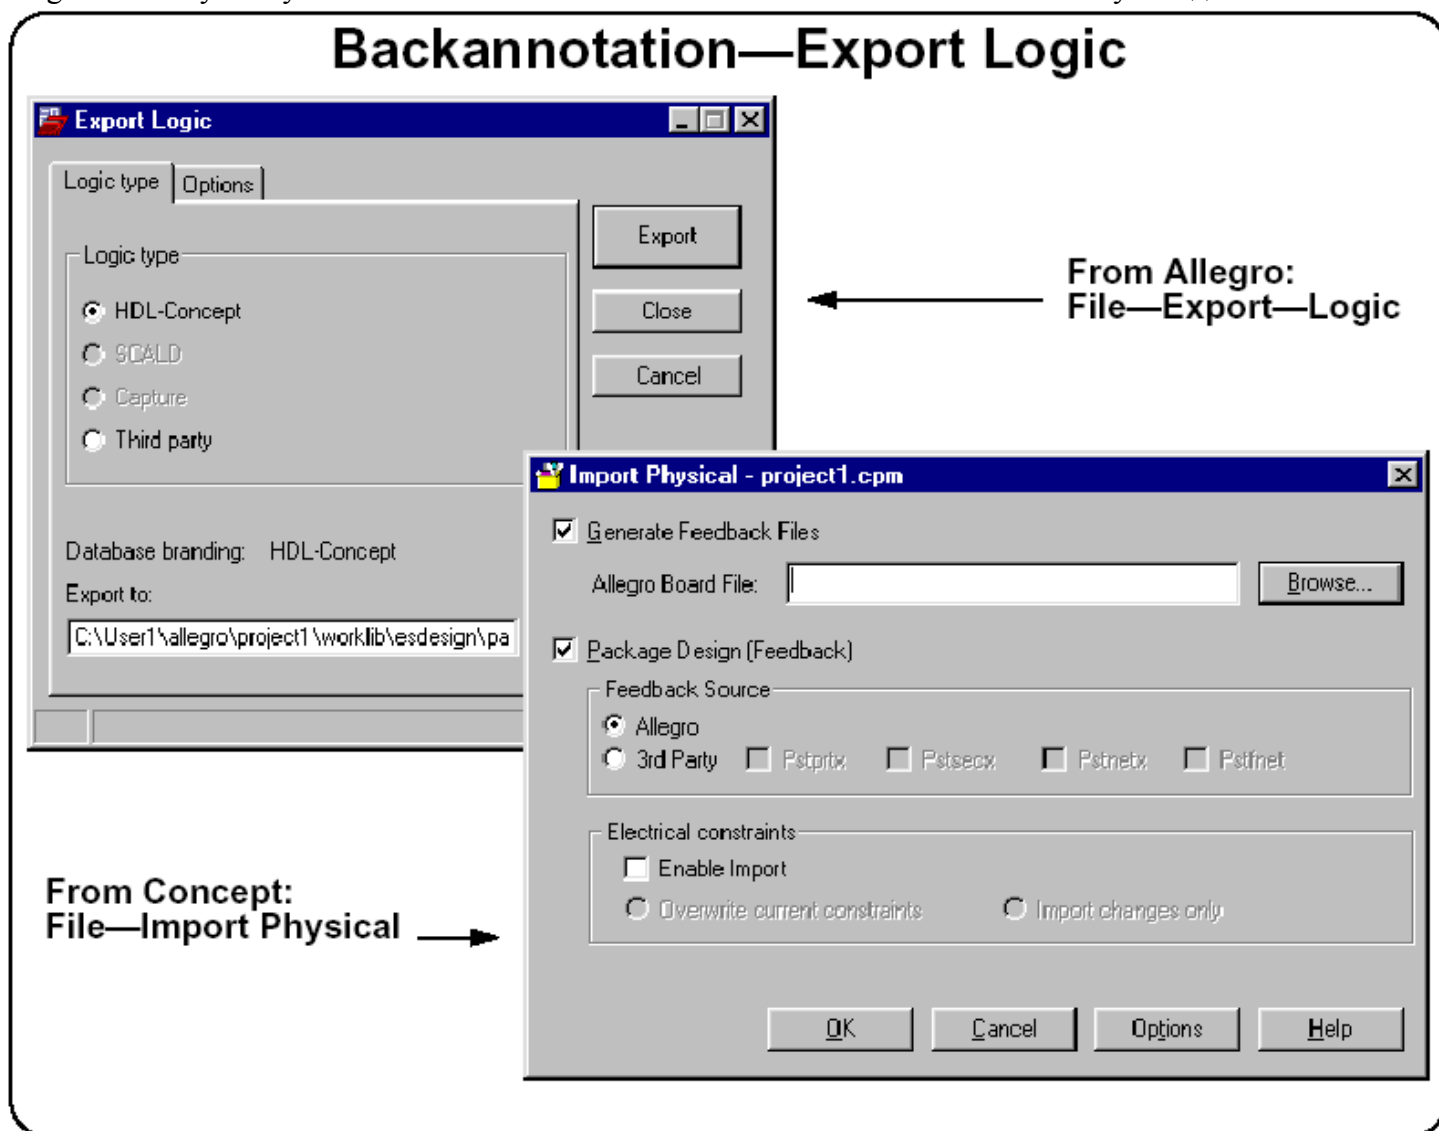 Backannotation—Export Logic
Export Logic
Logic type
Options
Logic type
HDL-Concept
SCALD
Capture
Third party
Database branding: HDL-Concept
Export to:
C:\User1\allegro\project1\worklib\esdesign\pa
Export
Close
Cancel
From Allegro:
File—Export—Logic
Import Physical - project1.cpm
Generate Feedback Files
Allegro Board File:
Browse...
Package Design (Feedback)
Feedback Source
Allegro
3rd Party Pstprtx Pstsecx Pstnetx Pstfnet
Electrical constraints
Enable Import
Overwrite current constraints Import changes only
OK Cancel Options Help
From Concept:
File—Import Physical